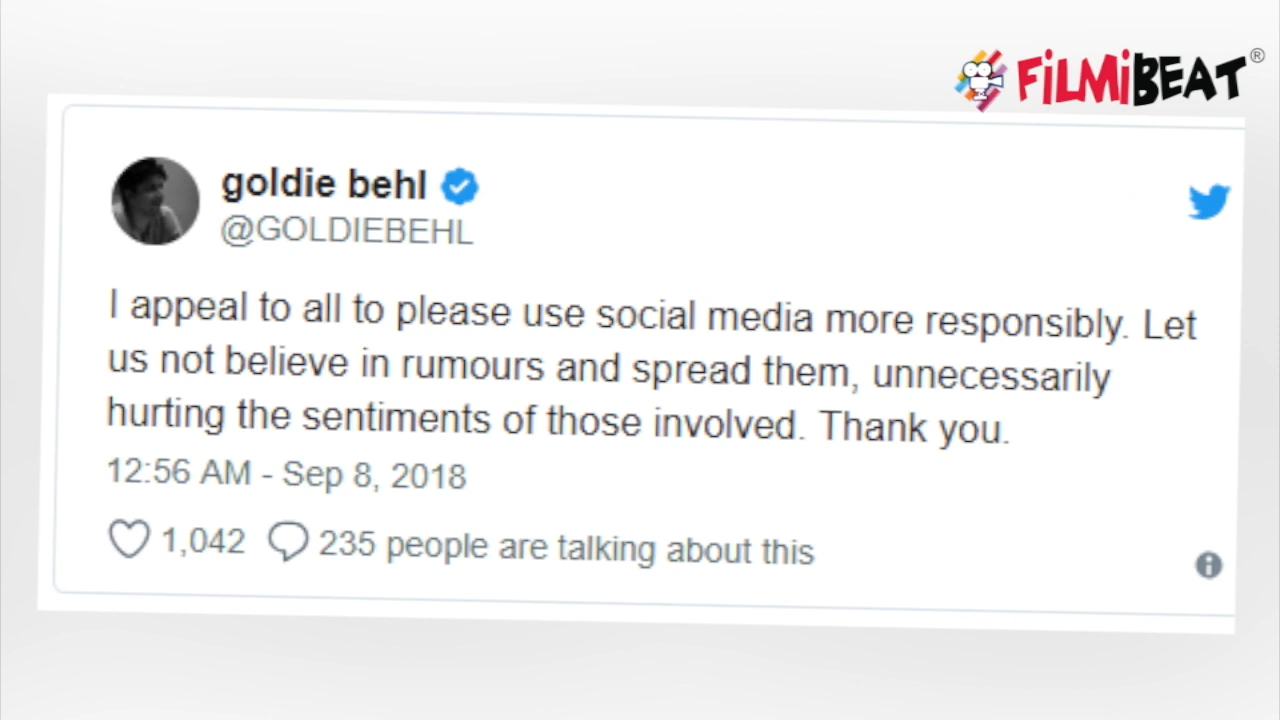 FiLMiBEAT®
goldie behl
@GOLDIEBEHL
I appeal to all to please use social media more responsibly. Let
us not believe in rumours and spread them, unnecessarily
hurting the sentiments of those involved. Thank you.
12:56 AM - Sep 8, 2018
1,042 235 people are talking about this